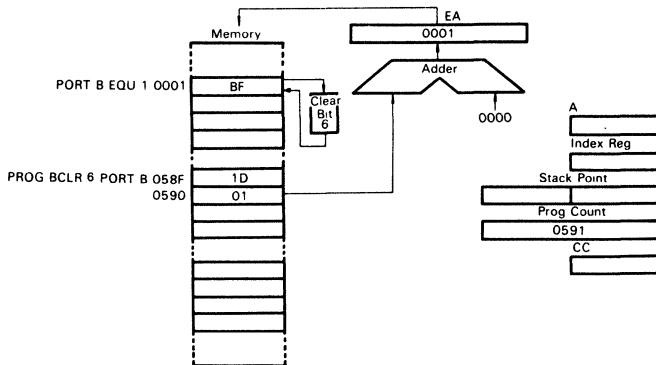 EA
Memory
0001
Adder
PORT B EQU 1 0001
BF
Clear
Bit
6
0000
A
Index Reg
PROG BCLR 6 PORT B 058F
1D
Stack Point
0590
01
Prog Count
0591
CC